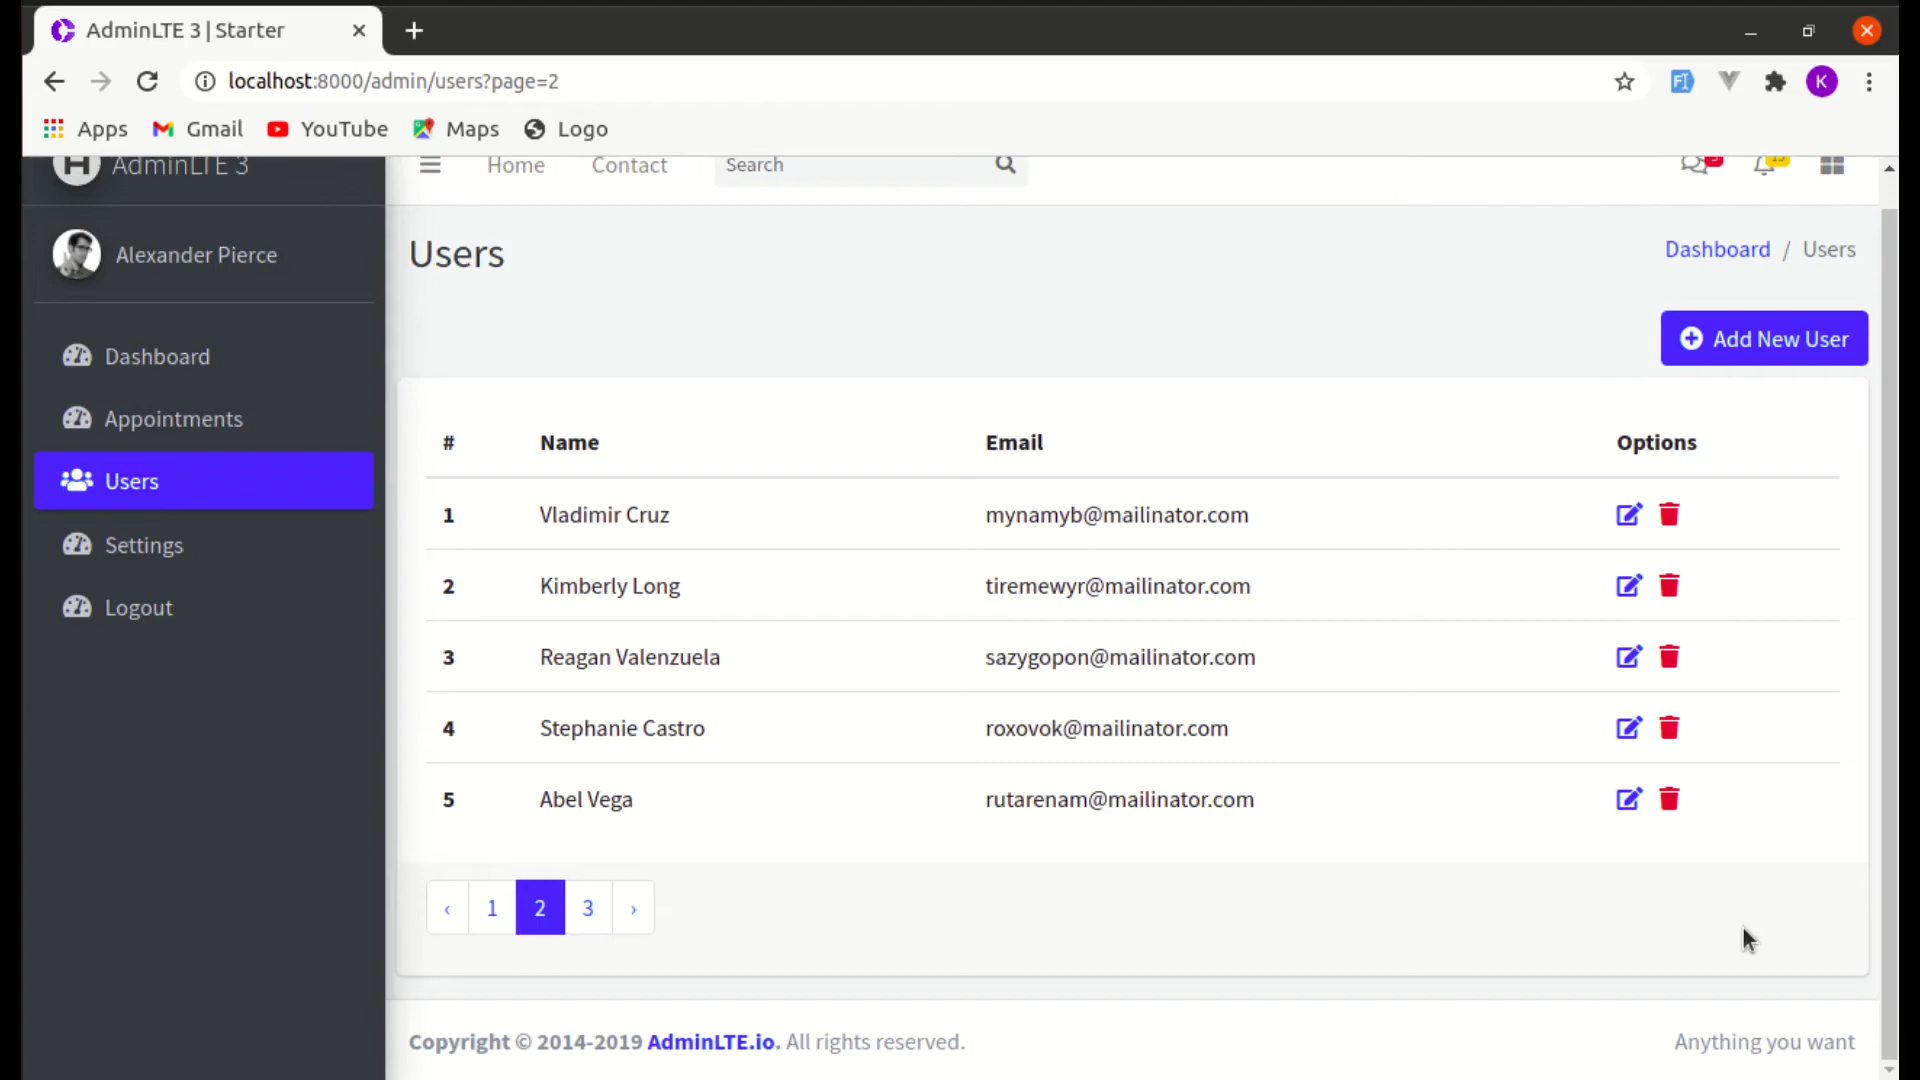 AdminLTE 3 | Starter
localhost:8000/admin/users?page=2
K
Apps
Gmail
YouTube
Maps
Logo
AdminLTE 3
Home
Contact
Search
15
Alexander Pierce
Users
Dashboard / Users
Dashboard
Appointments
Users
Settings
Logout
Add New User
# Name Email Options
1 Vladimir Cruz mynamyb@mailinator.com
2 Kimberly Long tiremewyr@mailinator.com
3 Reagan Valenzuela sazygopon@mailinator.com
4 Stephanie Castro roxovok@mailinator.com
5 Abel Vega rutarenam@mailinator.com
‹ 1 2 3 ›
Copyright © 2014-2019 AdminLTE.io. All rights reserved.
Anything you want